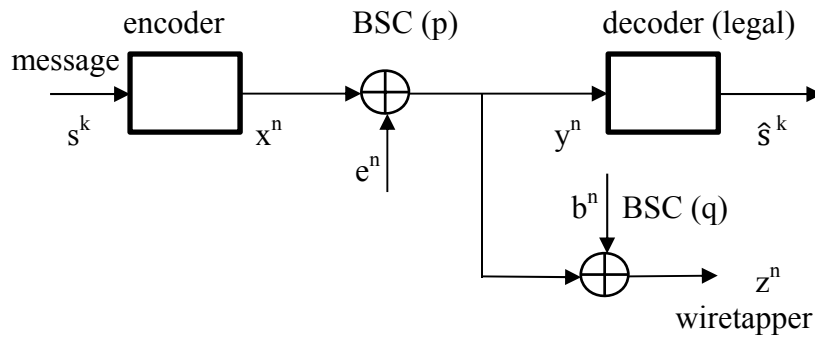 encoder
BSC (p)
decoder (legal)
message
s^k
x^n
e^n
y^n
ŝ^k
b^n
BSC (q)
z^n
wiretapper